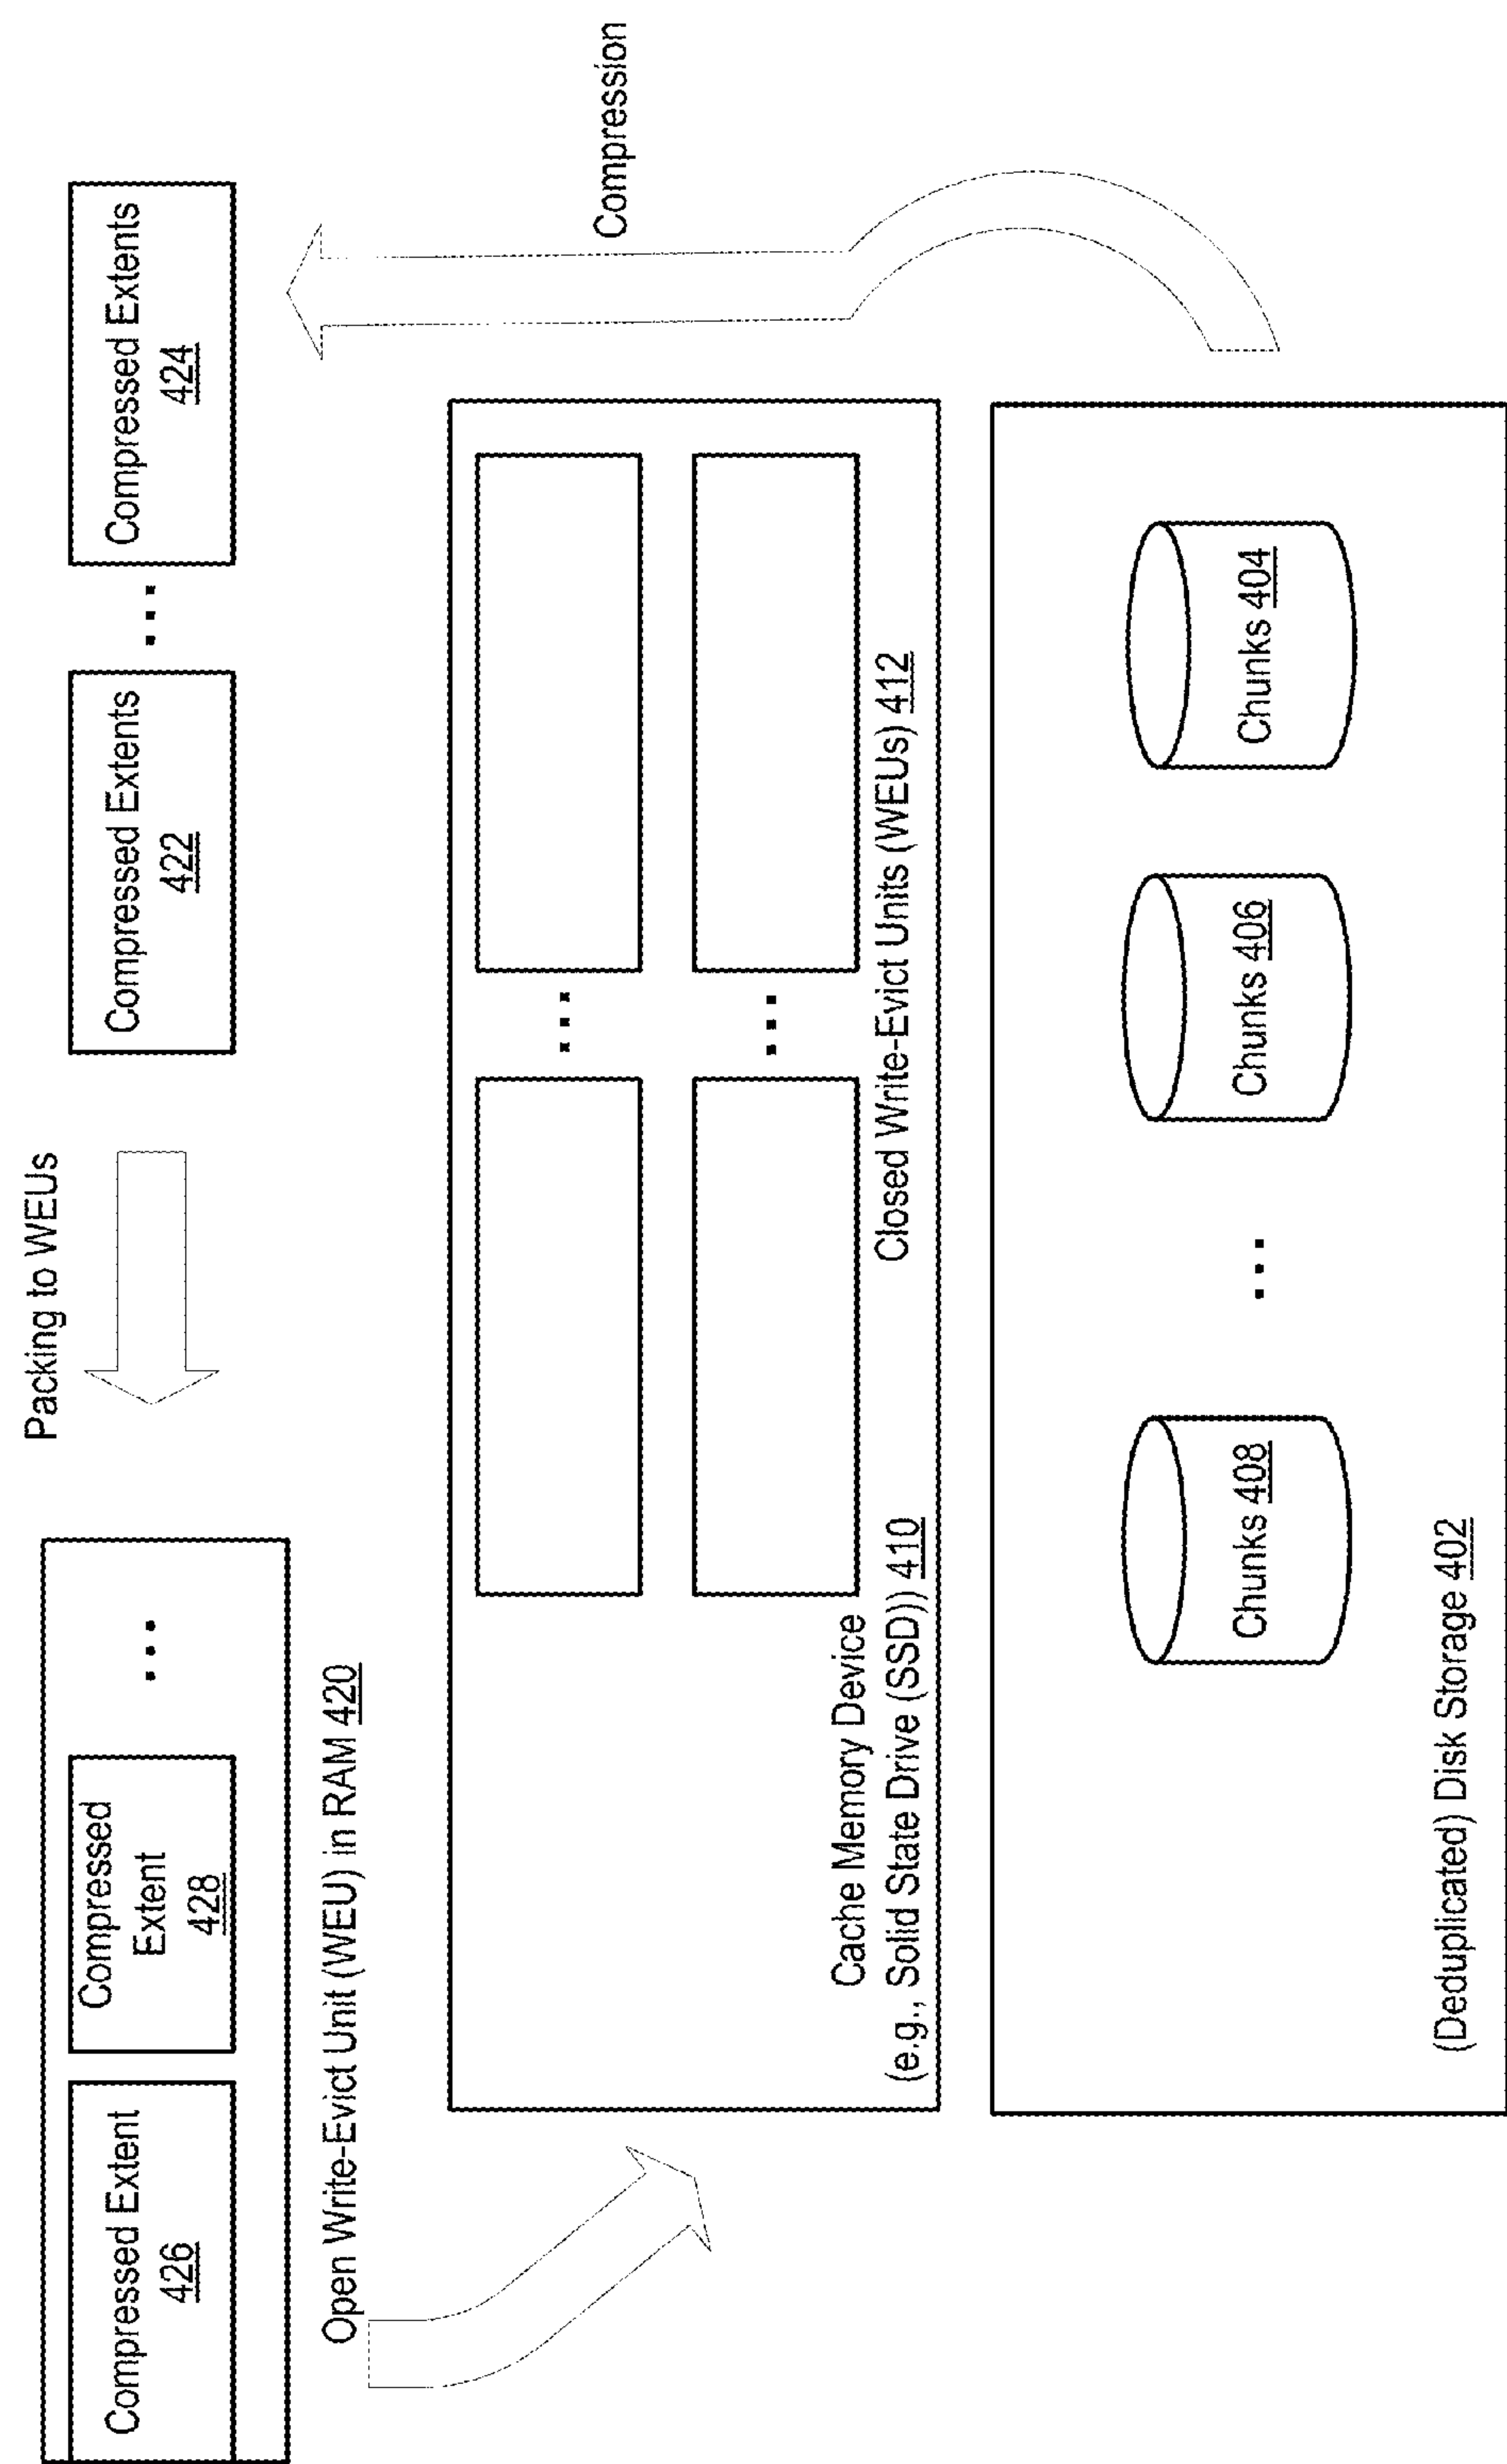 Packing to WEUs
Compressed Extent
426
Compressed
Extent
428
...
Compressed Extents
422
...
Compressed Extents
424
Open Write-Evict Unit (WEU) in RAM 420
Compression
...
...
Cache Memory Device
(e.g., Solid State Drive (SSD)) 410
Closed Write-Evict Units (WEUs) 412
Chunks 408
...
Chunks 406
Chunks 404
(Deduplicated) Disk Storage 402